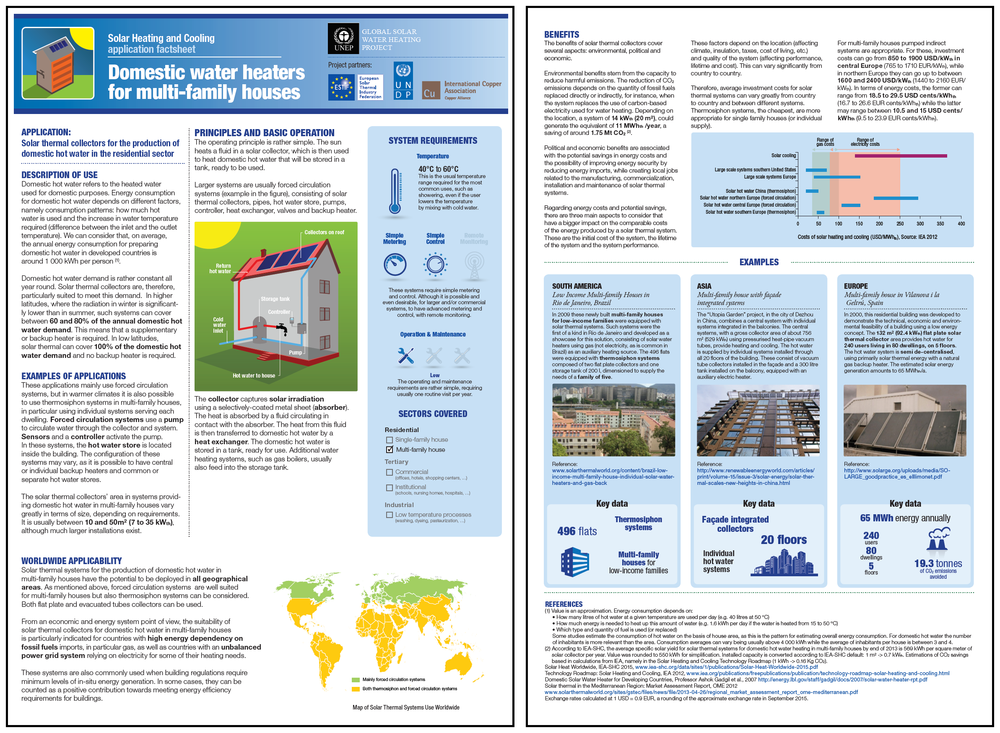 Solar Heating and Cooling
application factsheet
Domestic water heaters
for multi-family houses
UNEP
GLOBAL SOLAR
WATER HEATING
PROJECT
Project partners:
ESTIF
European
Solar
Thermal
Industry
Federation
U N
D P
Cu
International Copper
Association
Copper Alliance
APPLICATION:
Solar thermal collectors for the production of
domestic hot water in the residential sector
DESCRIPTION OF USE
Domestic hot water refers to the heated water
used for domestic purposes. Energy consumption
for domestic hot water depends on different factors,
namely consumption patterns: how much hot
water is used and the increase in water temperature
required (difference between the inlet and the outlet
temperature). We can consider that, on average,
the annual energy consumption for preparing
domestic hot water in developed countries is
around 1 000 kWh per person (1).
Domestic hot water demand is rather constant all
year round. Solar thermal collectors are, therefore,
particularly suited to meet this demand. In higher
latitudes, where the radiation in winter is significant-
ly lower than in summer, such systems can cover
between 60 and 80% of the annual domestic hot
water demand. This means that a supplementary
or backup heater is required. In low latitudes,
solar thermal can cover 100% of the domestic hot
water demand and no backup heater is required.
EXAMPLES OF APPLICATIONS
These applications mainly use forced circulation
systems, but in warmer climates it is also possible
to use thermosiphon systems in multi-family houses,
in particular using individual systems serving each
dwelling. Forced circulation systems use a pump
to circulate water through the collector and system.
Sensors and a controller activate the pump.
In these systems, the hot water store is located
inside the building. The configuration of these
systems may vary, as it is possible to have central
or individual backup heaters and common or
separate hot water stores.
The solar thermal collectors' area in systems provid-
ing domestic hot water in multi-family houses vary
greatly in terms of size, depending on requirements.
It is usually between 10 and 50m² (7 to 35 kWth),
although much larger installations exist.
PRINCIPLES AND BASIC OPERATION
The operating principle is rather simple. The sun
heats a fluid in a solar collector, which is then used
to heat domestic hot water that will be stored in a
tank, ready to be used.
Larger systems are usually forced circulation
systems (example in the figure), consisting of solar
thermal collectors, pipes, hot water store, pumps,
controller, heat exchanger, valves and backup heater.
Collectors on roof
Return
hot water
Storage tank
Controller
Cold
water
inlet
Pump
Hot water to house
The collector captures solar irradiation
using a selectively-coated metal sheet (absorber).
The heat is absorbed by a fluid circulating in
contact with the absorber. The heat from this fluid
is then transferred to domestic hot water by a
heat exchanger. The domestic hot water is
stored in a tank, ready for use. Additional water
heating systems, such as gas boilers, usually
also feed into the storage tank.
SYSTEM REQUIREMENTS
Temperature
40°C to 60°C
This is the usual temperature
range required for the most
common uses, such as
showering, even if the user
lowers the temperature
by mixing with cold water.
Simple
Metering
Simple
Control
Remote
Monitoring
These systems require simple metering
and control. Although it is possible and
even desirable, for larger and/or commercial
systems, to have advanced metering and
control, with remote monitoring.
Operation & Maintenance
Low
The operating and maintenance
requirements are rather simple, requiring
usually one routine visit per year.
SECTORS COVERED
Residential
Single-family house
Multi-family house
Tertiary
Commercial
(offices, hotels, shopping centers, ...)
Institutional
(schools, nursing homes, hospitals, ...)
Industrial
Low temperature processes
(washing, dyeing, pasteurization, ...)
WORLDWIDE APPLICABILITY
Solar thermal systems for the production of domestic hot water in
multi-family houses have the potential to be deployed in all geographical
areas. As mentioned above, forced circulation systems are well suited
for multi-family houses but also thermosiphon systems can be considered.
Both flat plate and evacuated tubes collectors can be used.
From an economic and energy system point of view, the suitability of
solar thermal collectors for domestic hot water in multi-family houses
is particularly indicated for countries with high energy dependency on
fossil fuels imports, in particular gas, as well as countries with an unbalanced
power grid system relying on electricity for some of their heating needs.
These systems are also commonly used when building regulations require
minimum levels of in-situ energy generation. In some cases, they can be
counted as a positive contribution towards meeting energy efficiency
requirements for buildings.
Mainly forced circulation systems
Both thermosiphon and forced circulation systems
Map of Solar Thermal Systems Use Worldwide
BENEFITS
The benefits of solar thermal collectors cover
several aspects: environmental, political and
economic.
Environmental benefits stem from the capacity to
reduce harmful emissions. The reduction of CO₂
emissions depends on the quantity of fossil fuels
replaced directly or indirectly, for instance, when
the system replaces the use of carbon-based
electricity used for water heating. Depending on
the location, a system of 14 kWth (20 m²), could
generate the equivalent of 11 MWhth /year, a
saving of around 1.75 Mt CO₂ (2).
Political and economic benefits are associated
with the potential savings in energy costs and
the possibility of improving energy security by
reducing energy imports, while creating local jobs
related to the manufacturing, commercialization,
installation and maintenance of solar thermal
systems.
Regarding energy costs and potential savings,
there are three main aspects to consider that
have a bigger impact on the comparable costs
of the energy produced by a solar thermal system.
These are the initial cost of the system, the lifetime
of the system and the system performance.
These factors depend on the location (affecting
climate, insulation, taxes, cost of living, etc.)
and quality of the system (affecting performance,
lifetime and cost). This can vary significantly from
country to country.
Therefore, average investment costs for solar
thermal systems can vary greatly from country
to country and between different systems.
Thermosiphon systems, the cheapest, are more
appropriate for single family houses (or individual
supply).
For multi-family houses pumped indirect
systems are appropriate. For these, investment
costs can go from 850 to 1900 USD/kWth in
central Europe (765 to 1710 EUR/kWth), while
in northern Europe they can go up to between
1600 and 2400 USD/kWth (1440 to 2160 EUR/
kWth). In terms of energy costs, the former can
range from 18.5 to 29.5 USD cents/kWhth
(16.7 to 26.6 EUR cents/kWhth) while the latter
may range between 10.5 and 15 USD cents/
kWhth (9.5 to 23.9 EUR cents/kWhth).
Range of
gas costs
Range of
electricity costs
Solar cooling
Large scale systems southern United States
Large scale systems Europe
Solar hot water China (thermosiphon)
Solar hot water northern Europe (forced circulation)
Solar hot water central Europe (forced circulation)
Solar hot water southern Europe (thermosiphon)
0 50 100 150 200 250 300 350 400
Costs of solar heating and cooling (USD/MWhth), Source: IEA 2012
EXAMPLES
SOUTH AMERICA
Low Income Multi-family Houses in
Rio de Janeiro, Brazil
In 2009 these newly built multi-family houses
for low-income families were equipped with
solar thermal systems. Such systems were the
first of a kind in Rio de Janeiro and developed as a
showcase for this solution, consisting of solar water
heaters using gas (not electricity, as is common in
Brazil) as an auxiliary heating source. The 496 flats
were equipped with thermosiphon systems
composed of two flat plate collectors and one
storage tank of 200 l, dimensioned to supply the
needs of a family of five.
Reference:
www.solarthermalworld.org/content/brazil-low-
income-multi-family-house-individual-solar-water-
heaters-and-gas-back
Key data
496 flats
Thermosiphon
systems
Multi-family
houses for
low-income families
ASIA
Multi-family house with façade
integrated systems
The "Utopia Garden" project, in the city of Dezhou
in China, combines a central system with individual
systems integrated in the balconies. The central
systems, with a gross collector area of about 756
m² (529 kWth) using pressurised heat-pipe vacuum
tubes, provide heating and cooling. The hot water
is supplied by individual systems installed through
all 20 floors of the building. These consist of vacuum
tube collectors installed in the façade and a 300 litre
tank installed on the balcony, equipped with an
auxiliary electric heater.
Reference:
http://www.renewableenergyworld.com/articles/
print/volume-15/issue-3/solar-energy/solar-ther-
mal-scales-new-heights-in-china.html
Key data
Façade integrated
collectors
20 floors
Individual
hot water
systems
EUROPE
Multi-family house in Vilanova i la
Geltrú, Spain
In 2000, this residential building was developed to
demonstrate the technical, economic and environ-
mental feasibility of a building using a low energy
concept. The 132 m² (92.4 kWth) flat plate solar
thermal collector area provides hot water for
240 users living in 80 dwellings, on 5 floors.
The hot water system is semi de-centralised,
using primarily solar thermal energy with a natural
gas backup heater. The estimated solar energy
generation amounts to 65 MWhth/a.
Reference:
http://www.solarge.org/uploads/media/SO-
LARGE_goodpractice_es_elllimonet.pdf
Key data
65 MWh energy annually
240
users
80
dwellings
5
floors
19.3 tonnes
of CO₂ emissions
avoided
REFERENCES
(1) Value is an approximation. Energy consumption depends on:
• How many litres of hot water at a given temperature are used per day (e.g. 40 litres at 50 °C)
• How much energy is needed to heat up this amount of water (e.g. 1.6 kWh per day if the water is heated from 15 to 50 °C)
• Which type and quantity of fuel is used (or replaced)
Some studies estimate the consumption of hot water on the basis of house area, as this is the pattern for estimating overall energy consumption. For domestic hot water the number
of inhabitants is more relevant than the area. Consumption averages can vary being usually above 4 000 kWh while the average of inhabitants per house is between 3 and 4.
(2) According to IEA-SHC, the average specific solar yield for solar thermal systems for domestic hot water heating in multi-family houses by end of 2013 is 569 kWh per square meter of
solar collector per year. Value was rounded to 550 kWh for simplification. Installed capacity is converted according to IEA-SHC default: 1 m² -> 0.7 kWth. Estimations of CO₂ savings
based in calculations from IEA, namely in the Solar Heating and Cooling Technology Roadmap (1 kWh -> 0.16 Kg CO₂).
Solar Heat Worldwide, IEA-SHC 2015, www.iea-shc.org/data/sites/1/publications/Solar-Heat-Worldwide-2015.pdf
Technology Roadmap: Solar Heating and Cooling, IEA 2012, www.iea.org/publications/freepublications/publication/technology-roadmap-solar-heating-and-cooling.html
Domestic Solar Water Heater for Developing Countries, Professor Ashok Gadgil et al., 2007 http://energy.lbl.gov/staff/gadgil/docs/2007/solar-water-heater-rpt.pdf
Solar thermal in the Mediterranean Region: Market Assessment Report, OME 2012
www.solarthermalworld.org/sites/gstec/files/news/file/2013-04-26/regional_market_assessment_report_ome-mediterranean.pdf
Exchange rates calculated at 1 USD = 0.9 EUR, a rounding of the approximate exchange rate in September 2015.